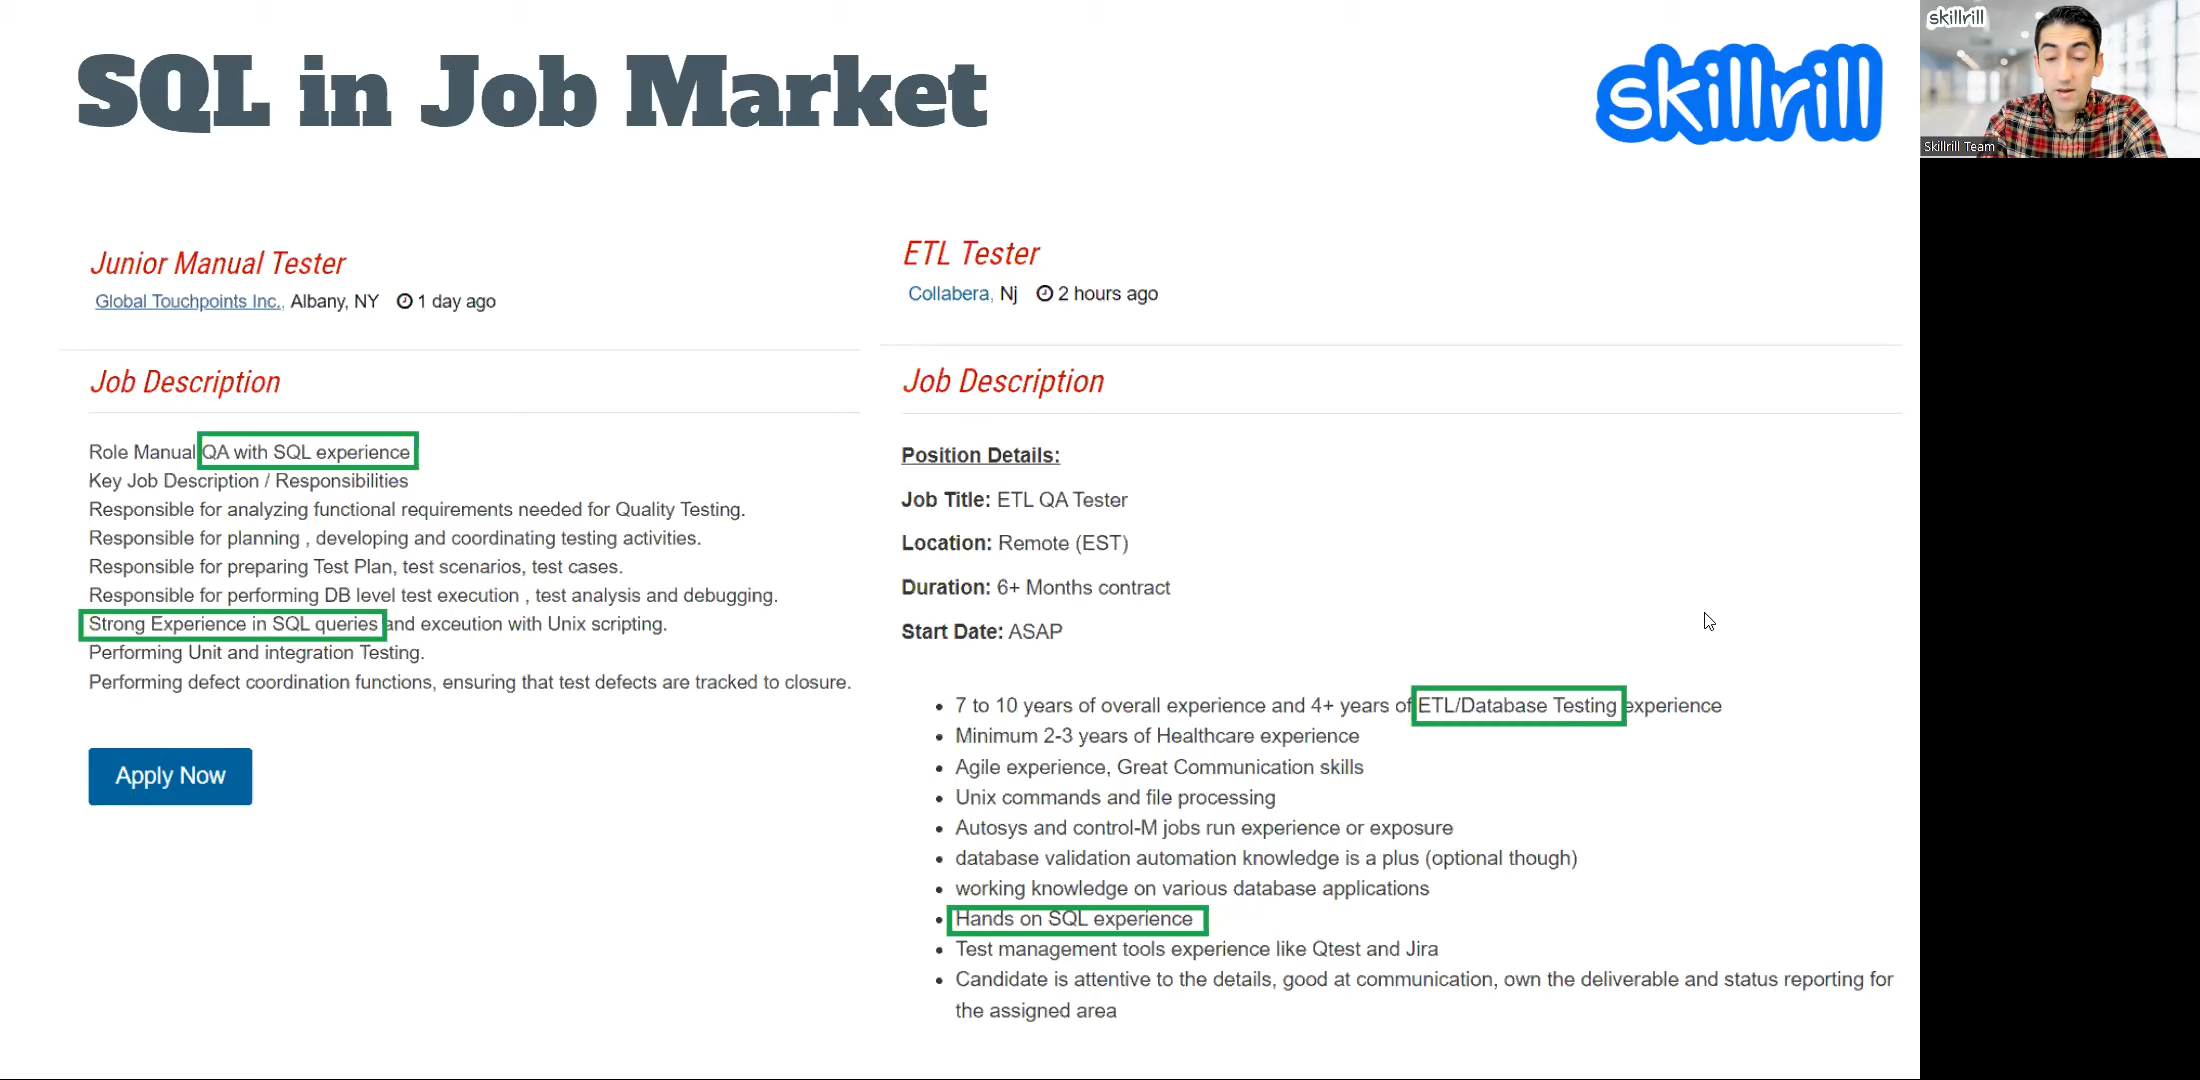 SQL in Job Market
skillrill
skillrill
Skillrill Team
Junior Manual Tester
Global Touchpoints Inc., Albany, NY 1 day ago
Job Description
Role Manual QA with SQL experience
Key Job Description / Responsibilities
Responsible for analyzing functional requirements needed for Quality Testing.
Responsible for planning , developing and coordinating testing activities.
Responsible for preparing Test Plan, test scenarios, test cases.
Responsible for performing DB level test execution , test analysis and debugging.
Strong Experience in SQL queries and exceution with Unix scripting.
Performing Unit and integration Testing.
Performing defect coordination functions, ensuring that test defects are tracked to closure.
Apply Now
ETL Tester
Collabera, Nj 2 hours ago
Job Description
Position Details:
Job Title: ETL QA Tester
Location: Remote (EST)
Duration: 6+ Months contract
Start Date: ASAP
• 7 to 10 years of overall experience and 4+ years of ETL/Database Testing experience
• Minimum 2-3 years of Healthcare experience
• Agile experience, Great Communication skills
• Unix commands and file processing
• Autosys and control-M jobs run experience or exposure
• database validation automation knowledge is a plus (optional though)
• working knowledge on various database applications
• Hands on SQL experience
• Test management tools experience like Qtest and Jira
• Candidate is attentive to the details, good at communication, own the deliverable and status reporting for
the assigned area